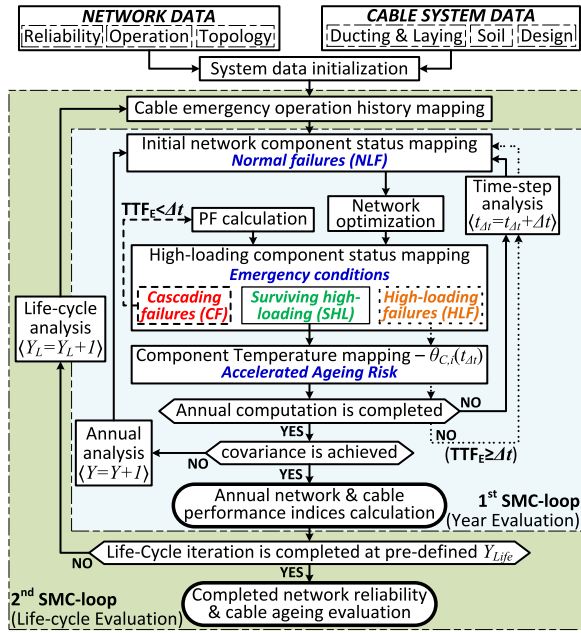 NETWORK DATA
Reliability Operation Topology
CABLE SYSTEM DATA
Ducting & Laying Soil Design
System data initialization
Cable emergency operation history mapping
Initial network component status mapping
Normal failures (NLF)
Time-step
analysis
⟨tΔt=tΔt+Δt⟩
TTFE<Δt
PF calculation
Network
optimization
High-loading component status mapping
Emergency conditions
Cascading
failures (CF)
Surviving high-
loading (SHL)
High-loading
failures (HLF)
Life-cycle
analysis
⟨YL=YL+1⟩
Component Temperature mapping – θC,i(tΔt)
Accelerated Ageing Risk
Annual computation is completed
NO
YES
NO
(TTFE≥Δt)
Annual
analysis
⟨Y=Y+1⟩
covariance is achieved
NO
YES
Annual network & cable
performance indices calculation
1st SMC-loop
(Year Evaluation)
Life-Cycle iteration is completed at pre-defined YLife
NO
YES
2nd SMC-loop
(Life-cycle Evaluation)
Completed network reliability
& cable ageing evaluation